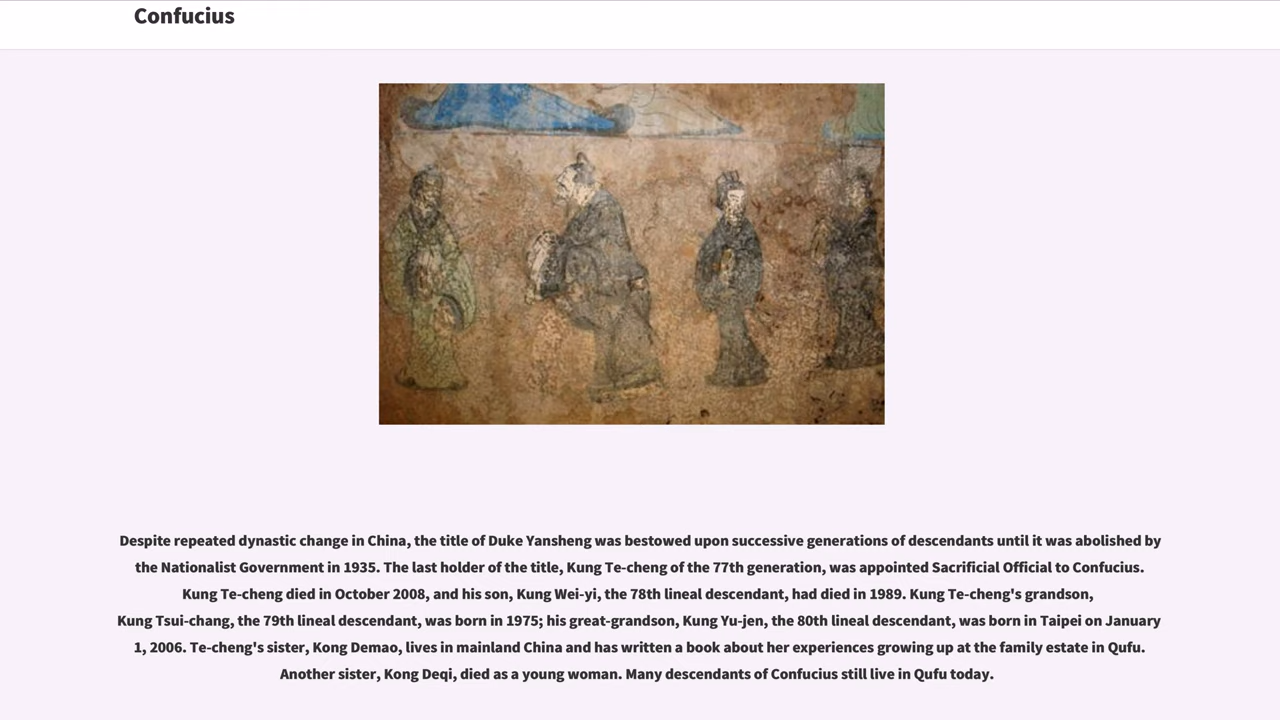 Confucius
Despite repeated dynastic change in China, the title of Duke Yansheng was bestowed upon successive generations of descendants until it was abolished by
the Nationalist Government in 1935. The last holder of the title, Kung Te-cheng of the 77th generation, was appointed Sacrificial Official to Confucius.
Kung Te-cheng died in October 2008, and his son, Kung Wei-yi, the 78th lineal descendant, had died in 1989. Kung Te-cheng's grandson,
Kung Tsui-chang, the 79th lineal descendant, was born in 1975; his great-grandson, Kung Yu-jen, the 80th lineal descendant, was born in Taipei on January
1, 2006. Te-cheng's sister, Kong Demao, lives in mainland China and has written a book about her experiences growing up at the family estate in Qufu.
Another sister, Kong Deqi, died as a young woman. Many descendants of Confucius still live in Qufu today.